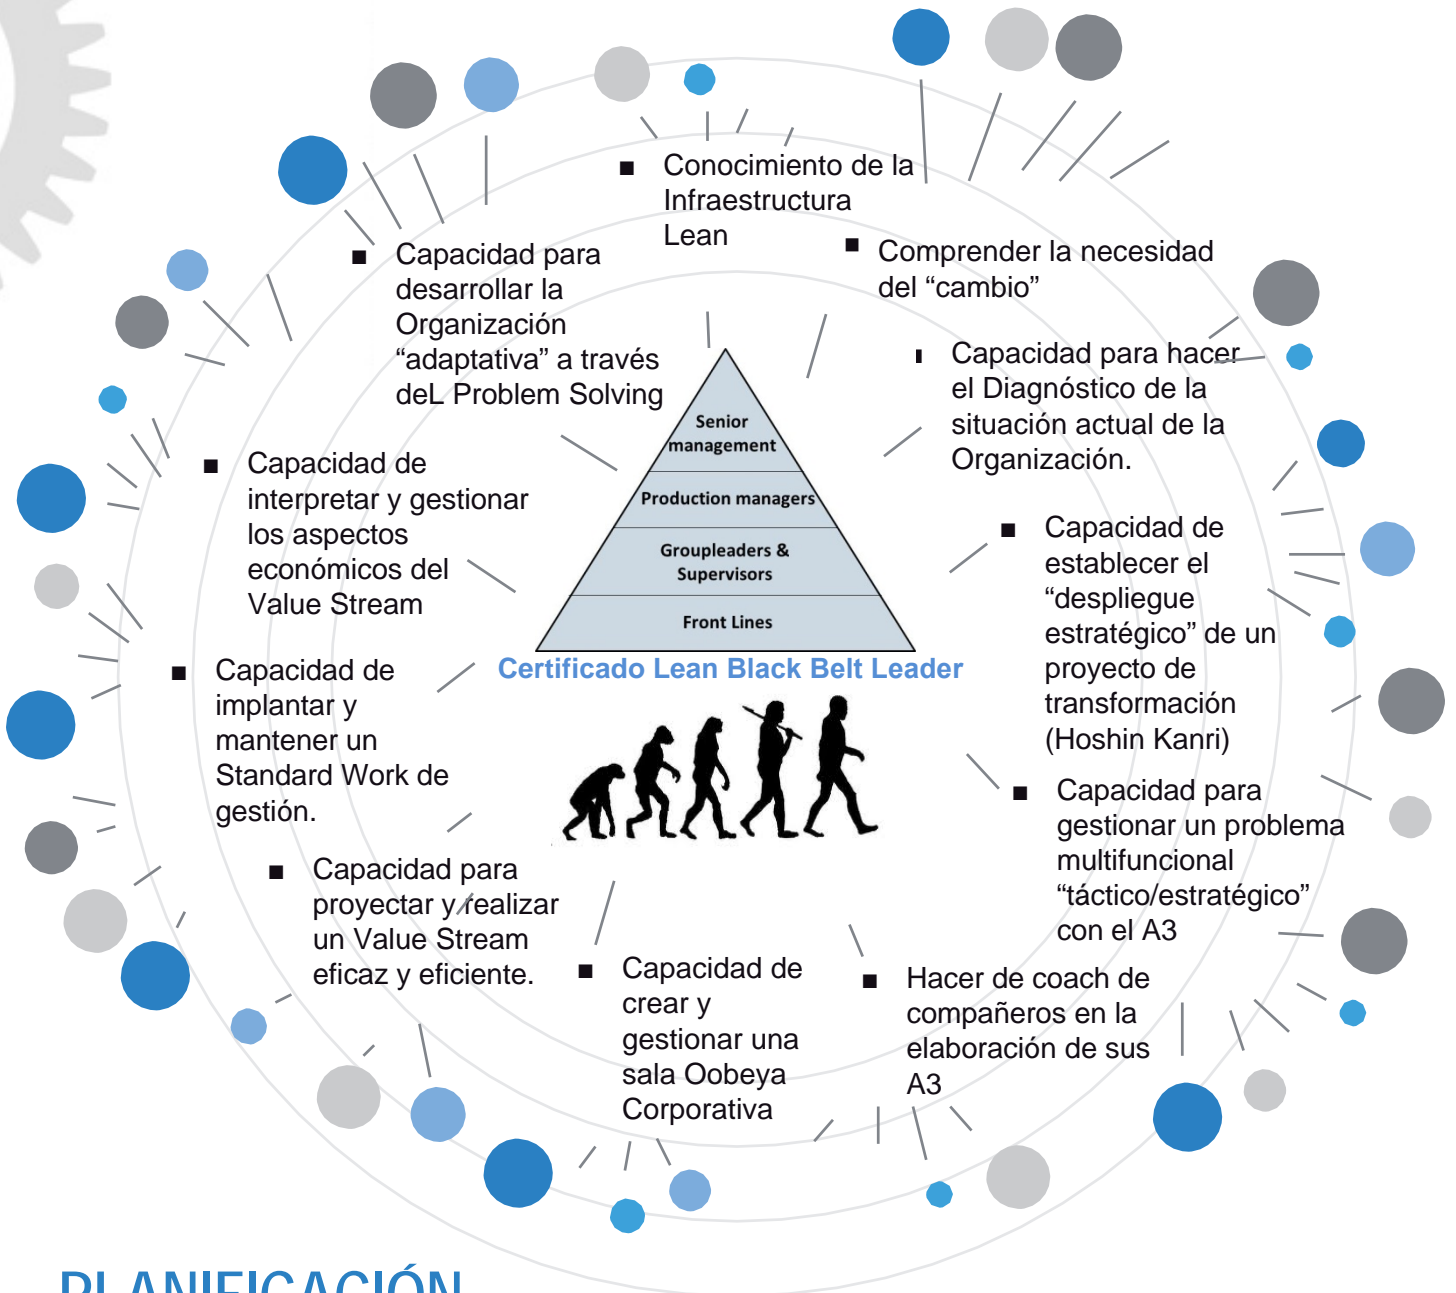 ■ Conocimiento de la
Infraestructura
Lean
■ Comprender la necesidad
del “cambio”
■ Capacidad para hacer
el Diagnóstico de la
situación actual de la
Organización.
■ Capacidad de
establecer el
“despliegue
estratégico” de un
proyecto de
transformación
(Hoshin Kanri)
■ Capacidad para
gestionar un problema
multifuncional
“táctico/estratégico”
con el A3
■ Hacer de coach de
compañeros en la
elaboración de sus
A3
■ Capacidad de
crear y
gestionar una
sala Oobeya
Corporativa
■ Capacidad para
proyectar y realizar
un Value Stream
eficaz y eficiente.
■ Capacidad de
implantar y
mantener un
Standard Work de
gestión.
■ Capacidad de
interpretar y gestionar
los aspectos
económicos del
Value Stream
■ Capacidad para
desarrollar la
Organización
“adaptativa” a través
deL Problem Solving
Senior
management
Production managers
Groupleaders &
Supervisors
Front Lines
Certificado Lean Black Belt Leader
PLANIFICACIÓN